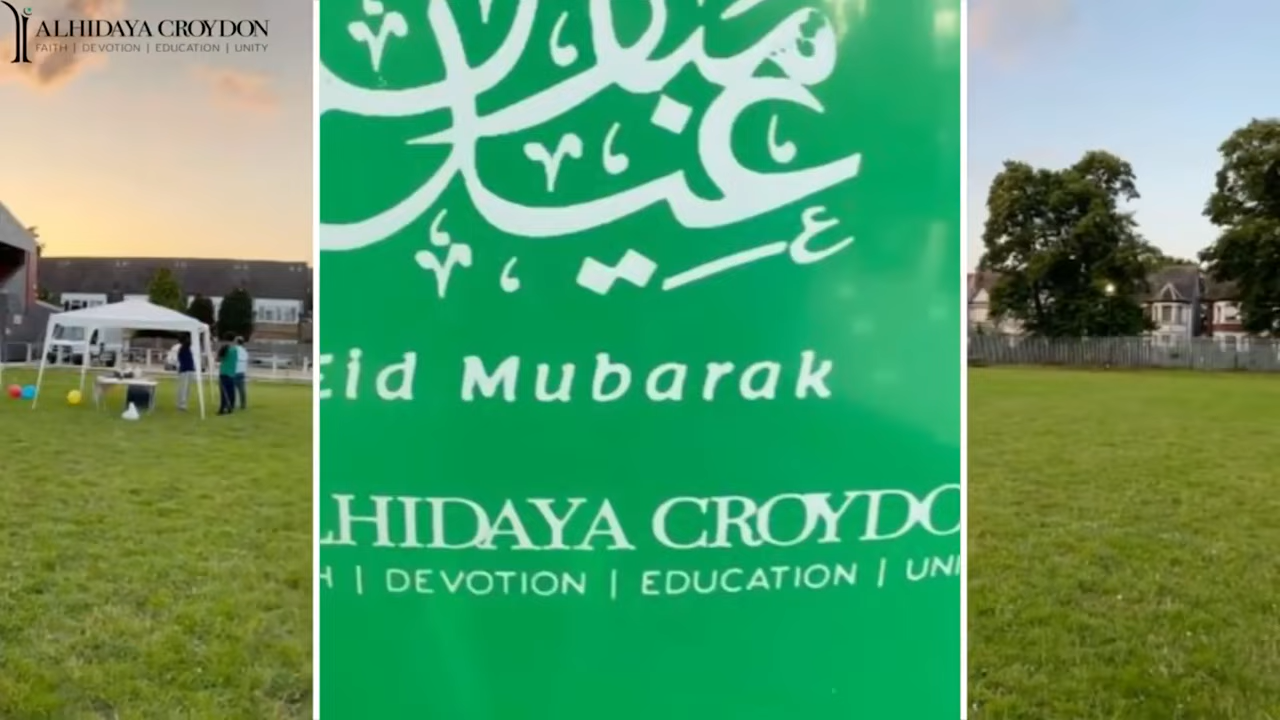 ALHIDAYA CROYDON
FAITH | DEVOTION | EDUCATION | UNITY
عيد مبارك
Eid Mubarak
LHIDAYA CROYDO
H | DEVOTION | EDUCATION | UNI